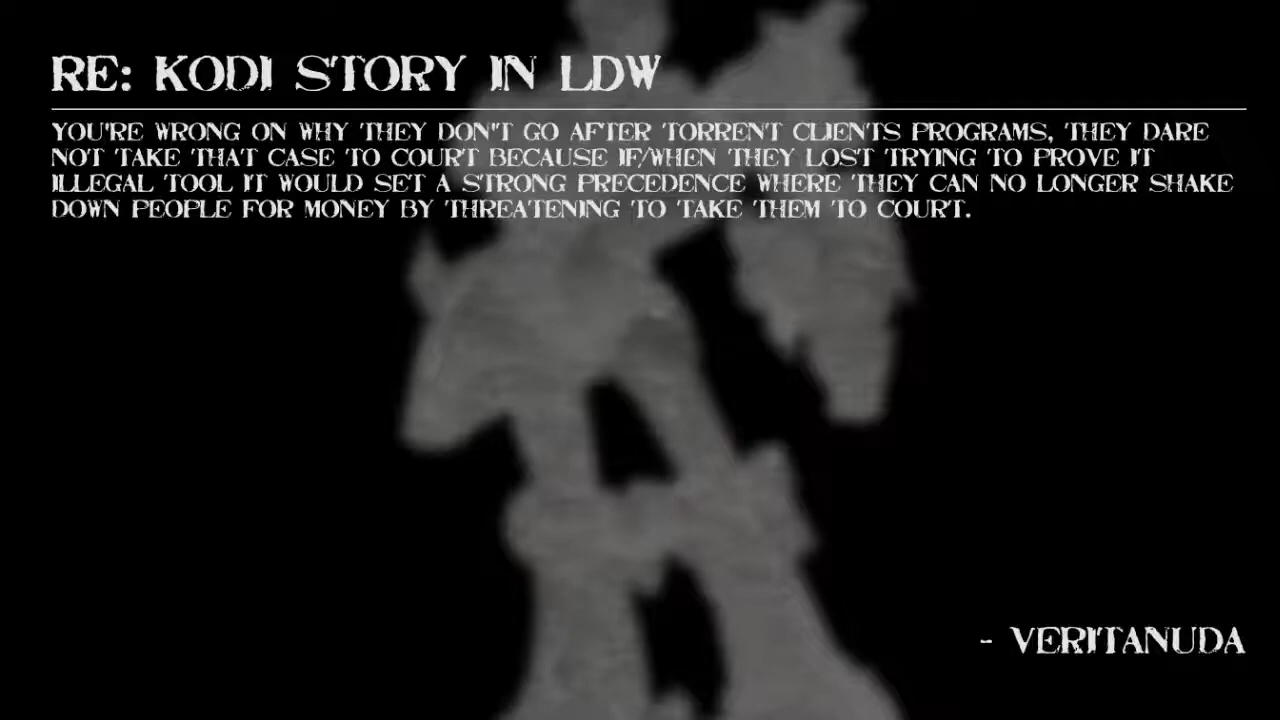 RE: KODI STORY IN LDW
YOU'RE WRONG ON WHY THEY DON'T GO AFTER TORRENT CLIENTS PROGRAMS, THEY DARE
NOT TAKE THAT CASE TO COURT BECAUSE IF/WHEN THEY LOST TRYING TO PROVE IT
ILLEGAL TOOL IT WOULD SET A STRONG PRECEDENCE WHERE THEY CAN NO LONGER SHAKE
DOWN PEOPLE FOR MONEY BY THREATENING TO TAKE THEM TO COURT.
- VERITANUDA